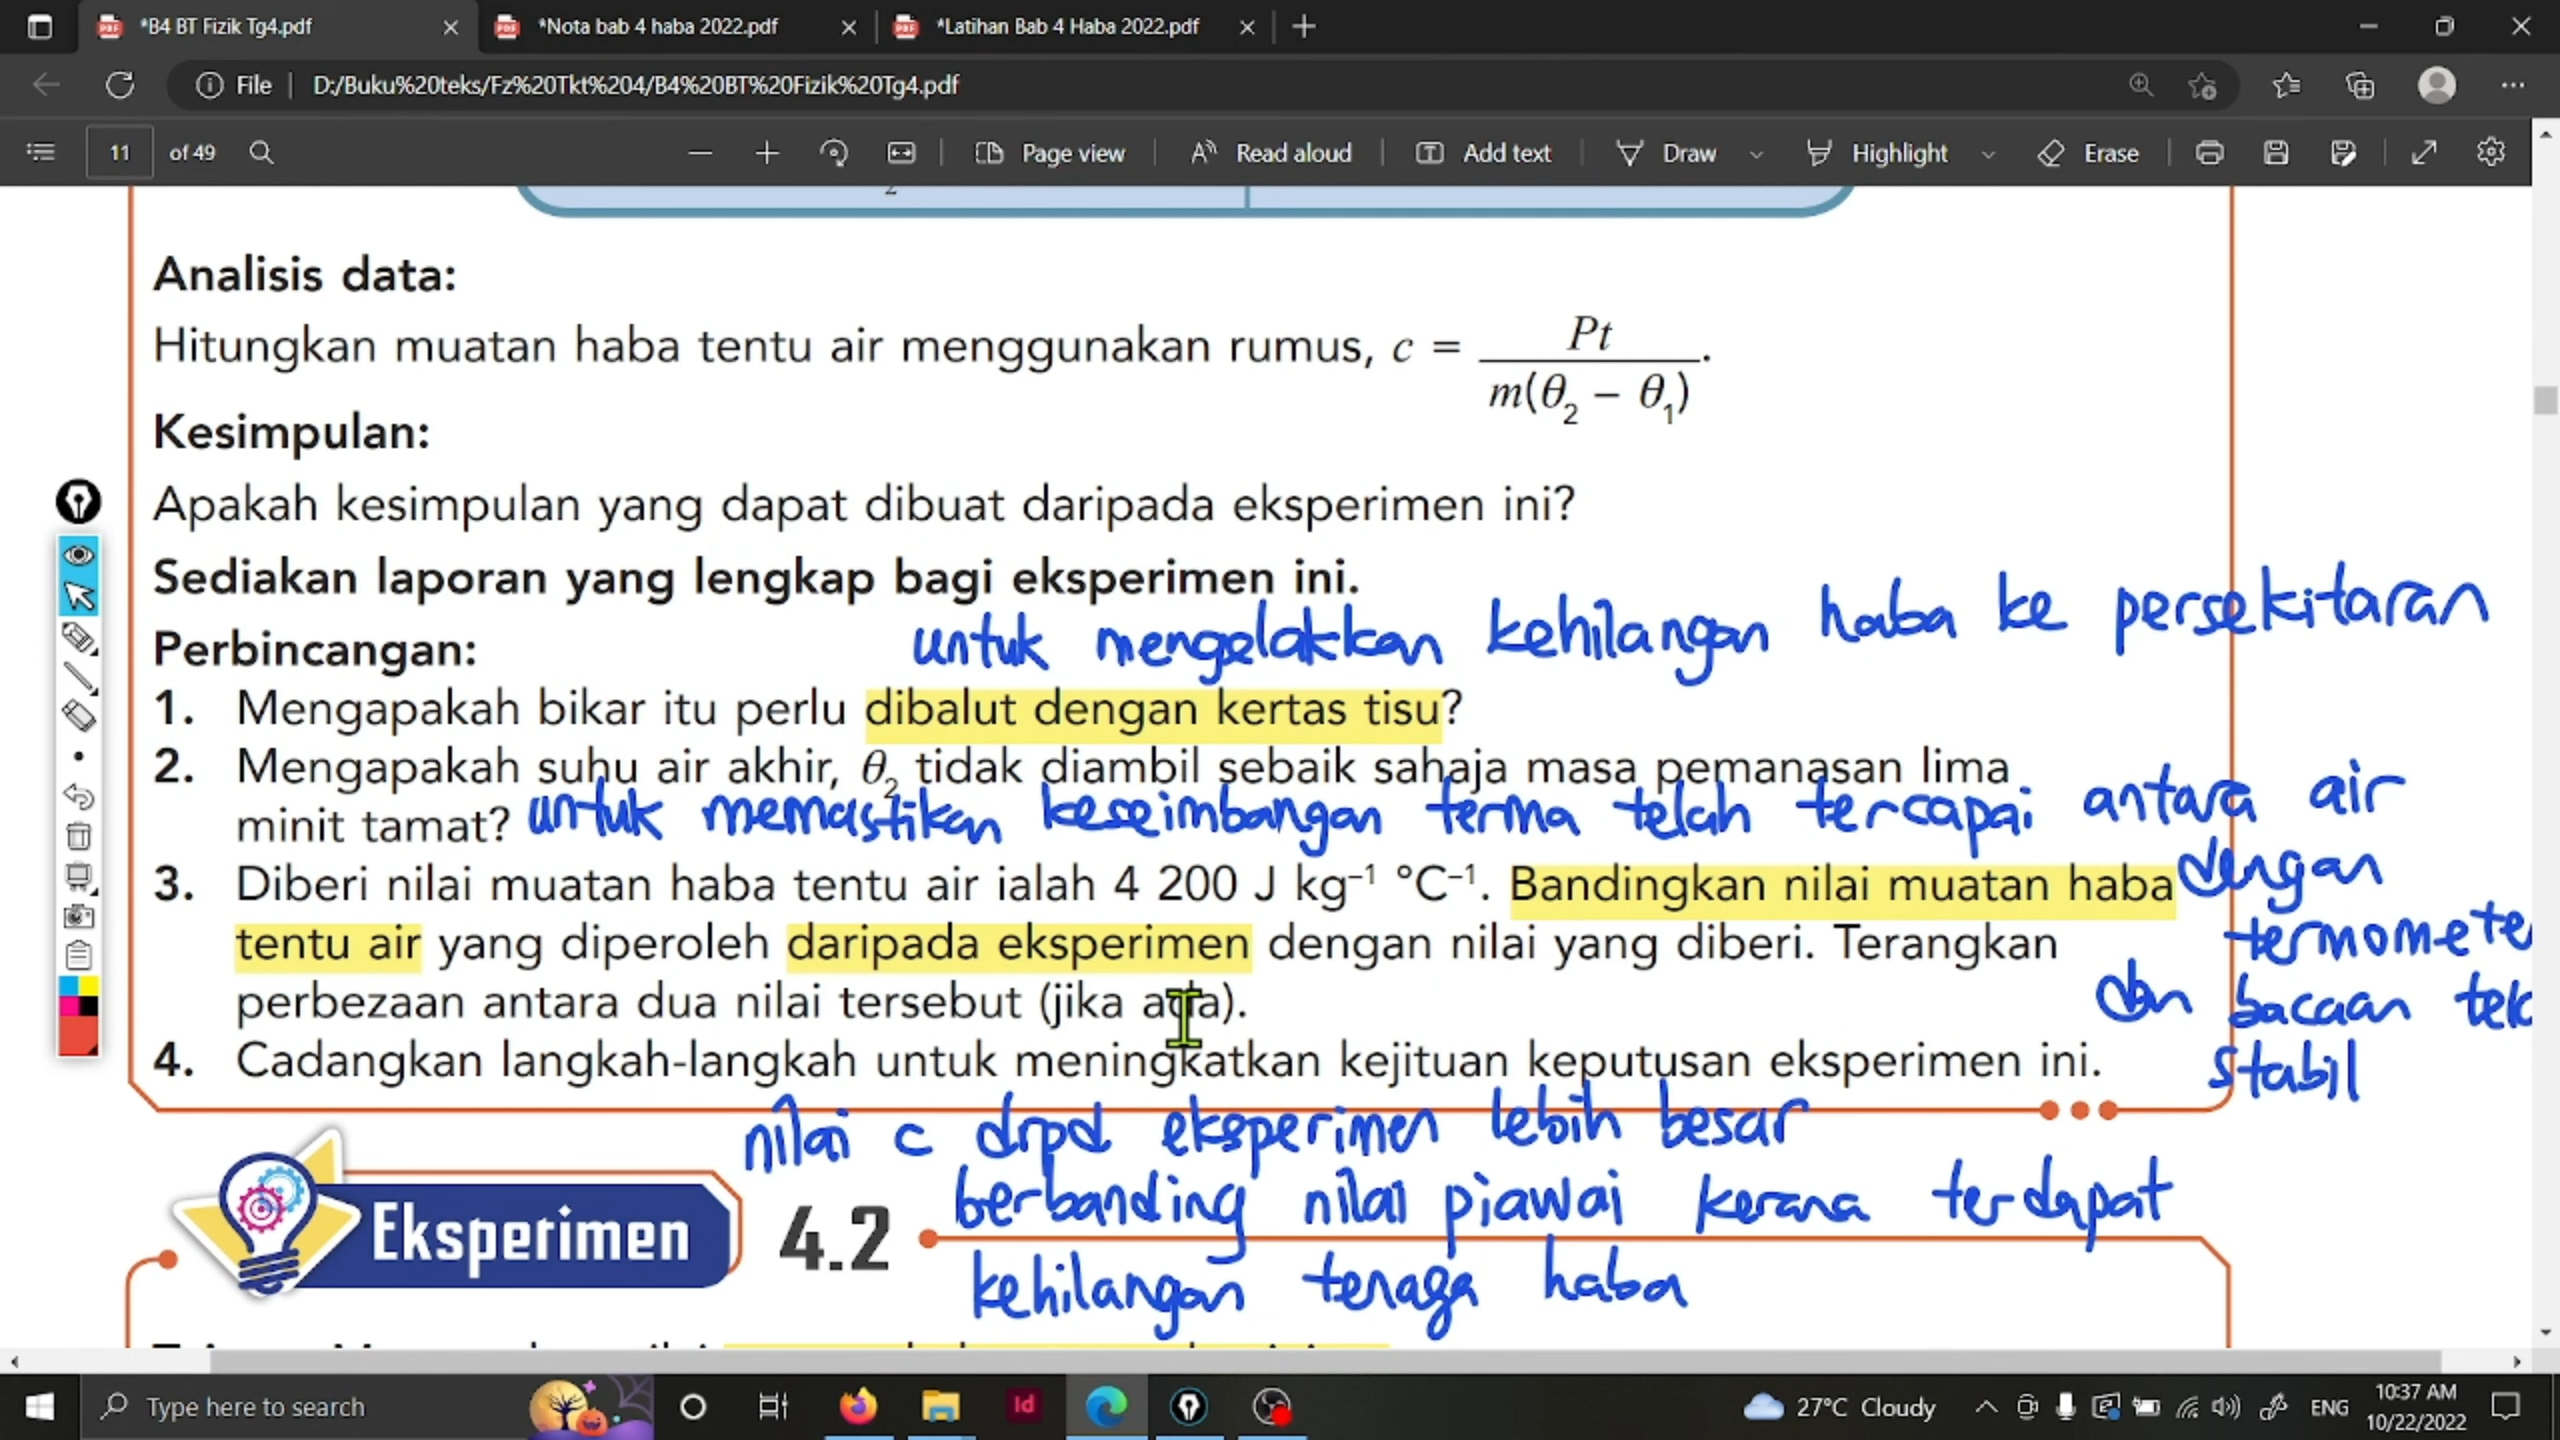 *B4 BT Fizik Tg4.pdf
*Nota bab 4 haba 2022.pdf
*Latihan Bab 4 Haba 2022.pdf
File
D:/Buku%20teks/Fz%20Tkt%204/B4%20BT%20Fizik%20Tg4.pdf
11 of 49
Page view
Read aloud
Add text
Draw
Highlight
Erase
2
Analisis data:
Hitungkan muatan haba tentu air menggunakan rumus, c = Pt / m(θ₂ – θ₁).
Kesimpulan:
Apakah kesimpulan yang dapat dibuat daripada eksperimen ini?
Sediakan laporan yang lengkap bagi eksperimen ini.
untuk mengelakkan kehilangan haba ke persekitaran
Perbincangan:
1. Mengapakah bikar itu perlu dibalut dengan kertas tisu?
2. Mengapakah suhu air akhir, θ₂ tidak diambil sebaik sahaja masa pemanasan lima
minit tamat?
untuk memastikan keseimbangan terma telah tercapai antara air
dengan
termomete
dan bacaan tel
stabil
3. Diberi nilai muatan haba tentu air ialah 4 200 J kg⁻¹ °C⁻¹. Bandingkan nilai muatan haba
tentu air yang diperoleh daripada eksperimen dengan nilai yang diberi. Terangkan
perbezaan antara dua nilai tersebut (jika ada).
4. Cadangkan langkah-langkah untuk meningkatkan kejituan keputusan eksperimen ini.
nilai c drpd eksperimen lebih besar
berbanding nilai piawai kerana terdapat
kehilangan tenaga haba
Eksperimen 4.2
Type here to search
Id
27°C Cloudy
ENG
10:37 AM
10/22/2022